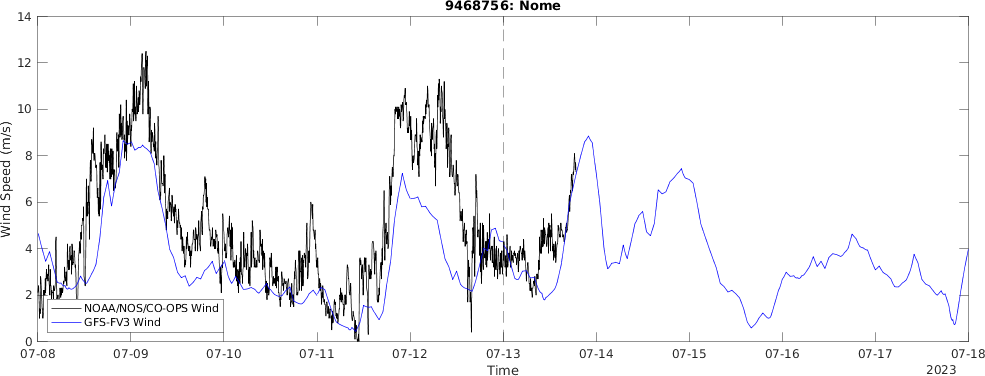 9468756: Nome
Wind Speed (m/s)
14
12
10
8
6
4
2
0
NOAA/NOS/CO-OPS Wind
GFS-FV3 Wind
07-08 07-09 07-10 07-11 07-12 07-13 07-14 07-15 07-16 07-17 07-18
Time
2023